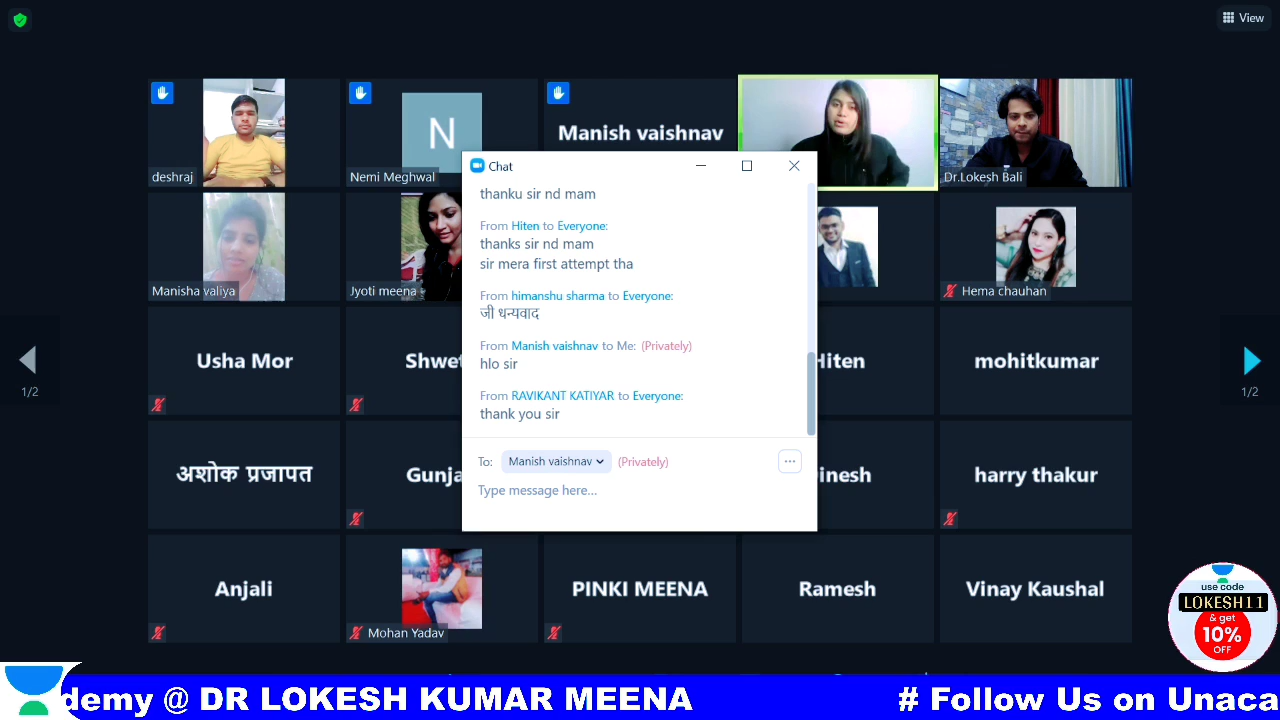 View
deshraj
Nemi Meghwal
N
Manish vaishnav
Dr.Lokesh Bali
Manisha valiya
Jyoti meena
Hema chauhan
Chat
thanku sir nd mam
From Hiten to Everyone:
thanks sir nd mam
sir mera first attempt tha
From himanshu sharma to Everyone:
जी धन्यवाद
From Manish vaishnav to Me: (Privately)
hlo sir
From RAVIKANT KATIYAR to Everyone:
thank you sir
To: Manish vaishnav (Privately)
Type message here...
Usha Mor
Shwet
Hiten
mohitkumar
1/2
1/2
अशोक प्रजापत
Gunja
inesh
harry thakur
Anjali
Mohan Yadav
PINKI MEENA
Ramesh
Vinay Kaushal
use code
LOKESH11
& get
10%
OFF
demy @ DR LOKESH KUMAR MEENA # Follow Us on Unaca